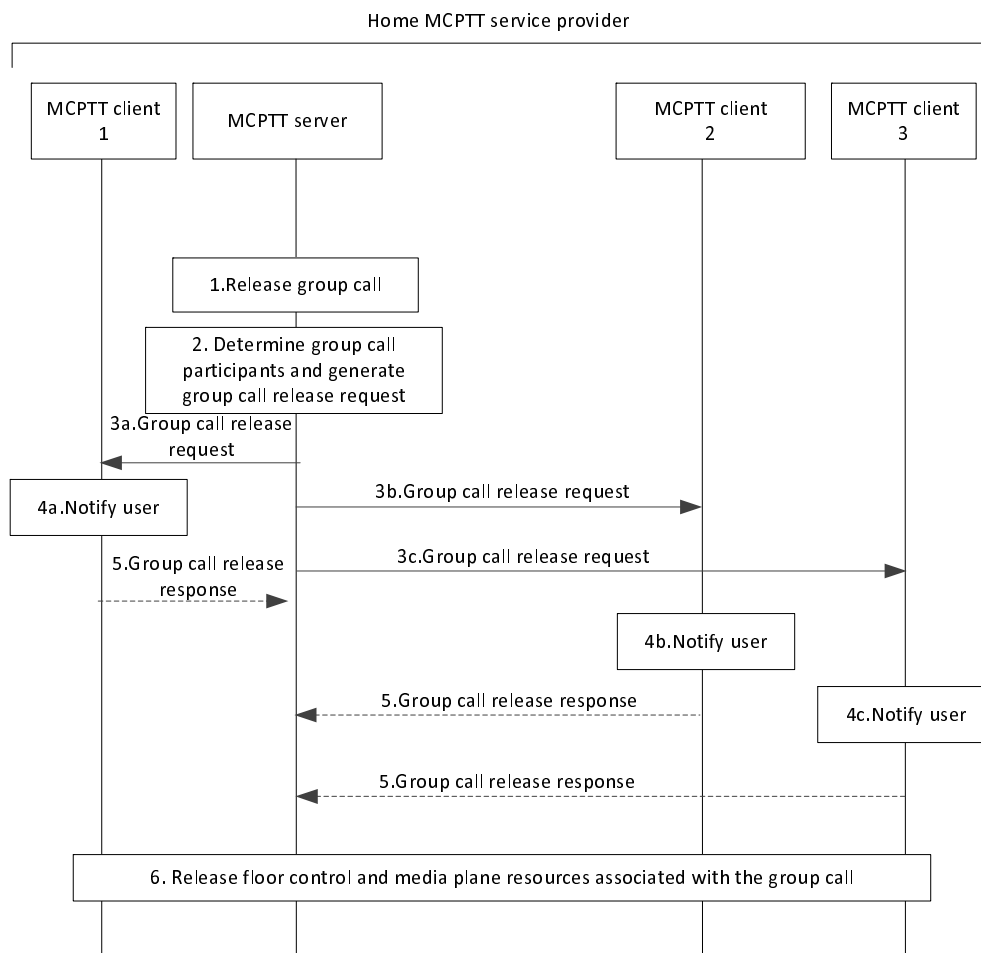 Home MCPTT service provider
MCPTT client
1
MCPTT server
MCPTT client
2
MCPTT client
3
1.Release group call
2. Determine group call
participants and generate
group call release request
3a.Group call release
request
3b.Group call release request
4a.Notify user
3c.Group call release request
5.Group call release
response
4b.Notify user
5.Group call release response
4c.Notify user
5.Group call release response
6. Release floor control and media plane resources associated with the group call